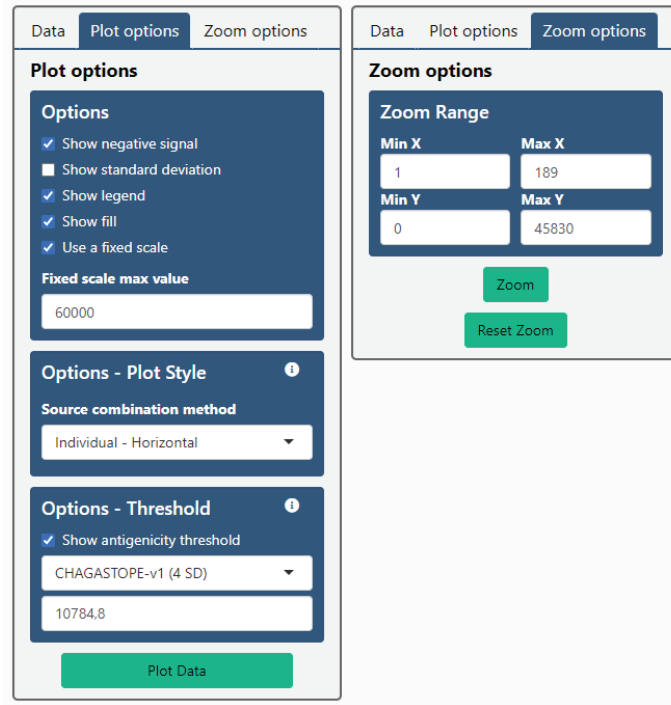 Data Plot options Zoom options
Plot options
Options
Show negative signal
Show standard deviation
Show legend
Show fill
Use a fixed scale
Fixed scale max value
60000
Options - Plot Style
Source combination method
Individual - Horizontal
Options - Threshold
Show antigenicity threshold
CHAGASTOPE-v1 (4 SD)
10784,8
Plot Data
Data Plot options Zoom options
Zoom options
Zoom Range
Min X Max X
1 189
Min Y Max Y
0 45830
Zoom
Reset Zoom